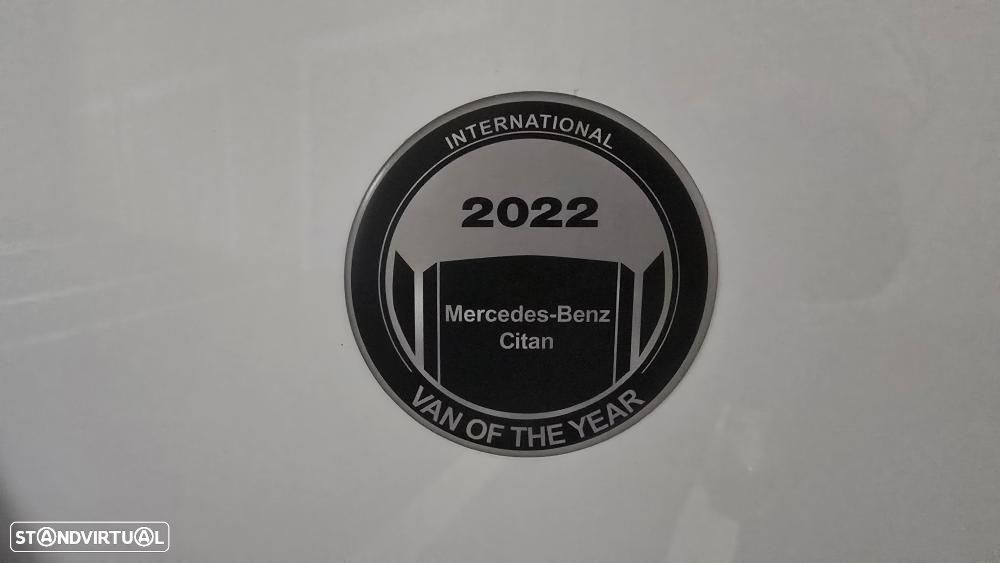 INTERNATIONAL
2022
Mercedes-Benz
Citan
VAN OF THE YEAR
STANDVIRTUAL